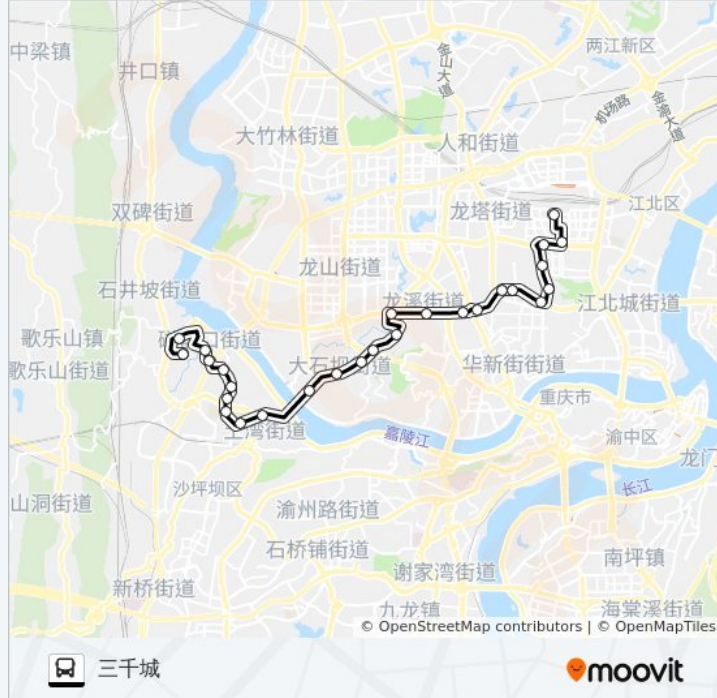 中梁镇
井口镇
金山大道
两江新区
机场路
金渝大道
大竹林街道
人和街道
双碑街道
龙塔街道
江北区
龙山街道
石井坡街道
龙溪街道
江北城街道
歌乐山镇
歌乐山街道
大石坝街道
华新街街道
重庆市
嘉陵江
渝中区
龙门
沙坪坝区
长江
山洞街道
渝州路街道
石桥铺街道
谢家湾街道
南坪镇
新桥街道
九龙镇
海棠溪街道
© OpenStreetMap contributors | © OpenMapTiles
三千城
moovit